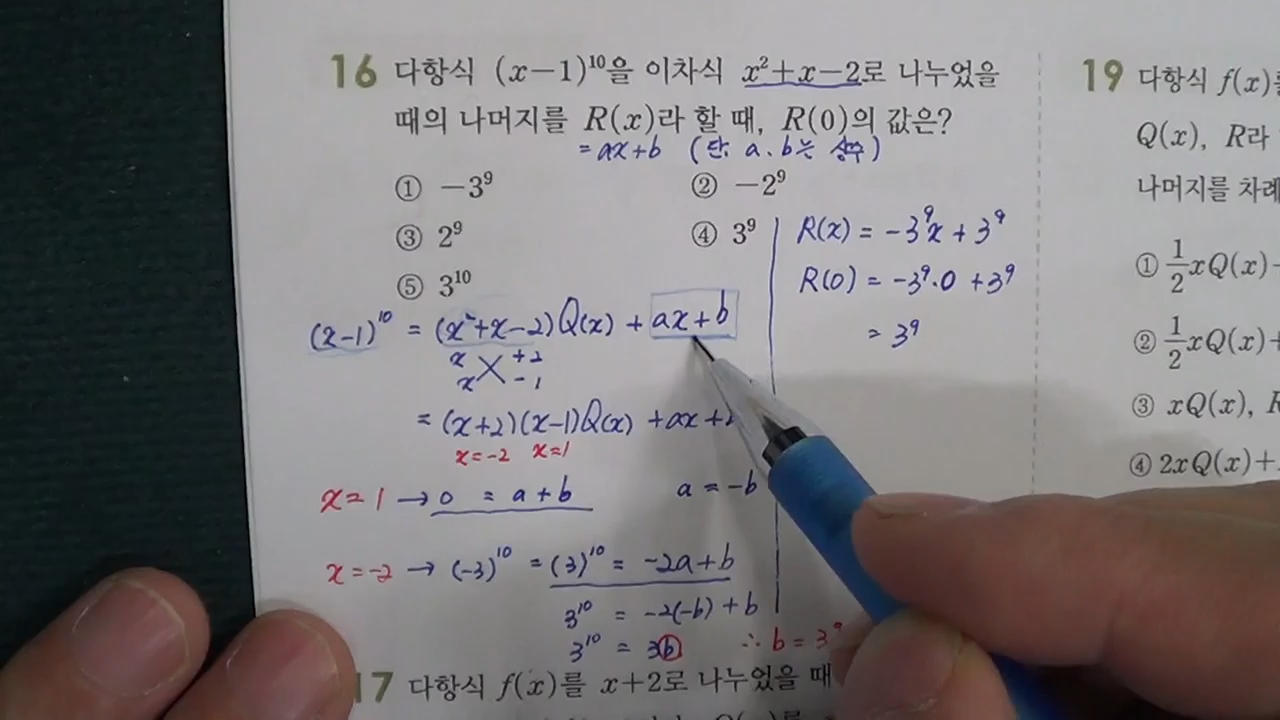 16 다항식 (x−1)¹⁰을 이차식 x²+x−2로 나누었을
때의 나머지를 R(x)라 할 때, R(0)의 값은?
= ax+b (단, a, b는 상수)
① −3⁹ ② −2⁹
③ 2⁹ ④ 3⁹
⑤ 3¹⁰
(x−1)¹⁰ = (x²+x−2)Q(x) + ax+b
x +2
x −1
= (x+2)(x−1)Q(x) + ax+
x=−2 x=1
x=1 → 0 = a+b a = −b
x=−2 → (−3)¹⁰ = (3)¹⁰ = −2a+b
3¹⁰ = −2(−b) + b
3¹⁰ = 3b ∴ b = 3⁹
R(x) = −3⁹x + 3⁹
R(0) = −3⁹·0 + 3⁹
= 3⁹
17 다항식 f(x)를 x+2로 나누었을 때
19 다항식 f(x)를
Q(x), R라
나머지를 차례
① 1/2 xQ(x)
② 1/2 xQ(x)+
③ xQ(x), R
④ 2xQ(x)+